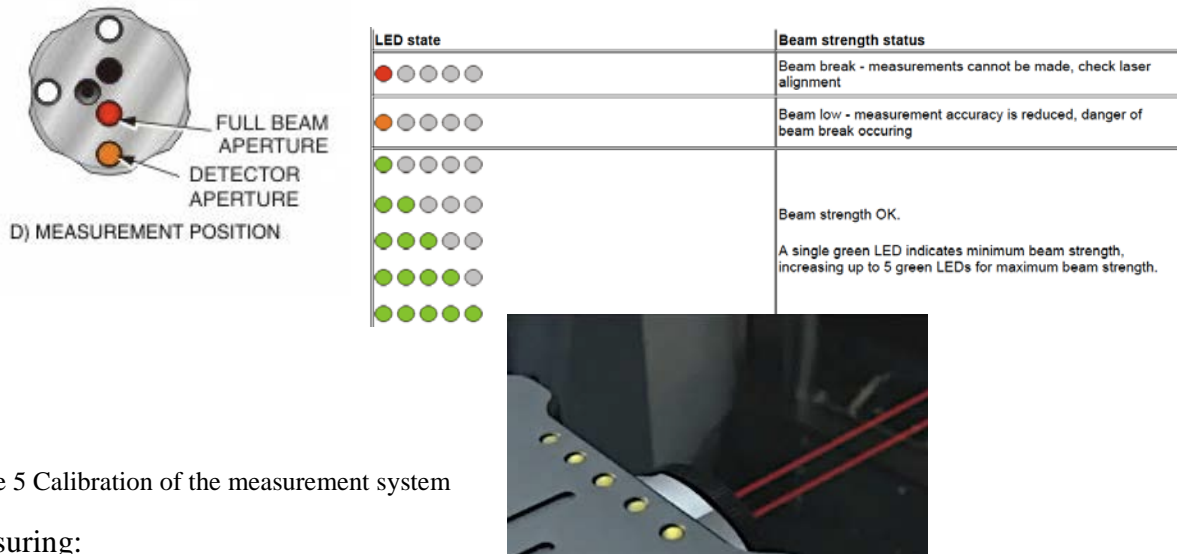 FULL BEAM
APERTURE
DETECTOR
APERTURE
D) MEASUREMENT POSITION
LED state
Beam strength status
Beam break - measurements cannot be made, check laser
alignment
Beam low - measurement accuracy is reduced, danger of
beam break occuring
Beam strength OK.
A single green LED indicates minimum beam strength,
increasing up to 5 green LEDs for maximum beam strength.
e 5 Calibration of the measurement system
suring: